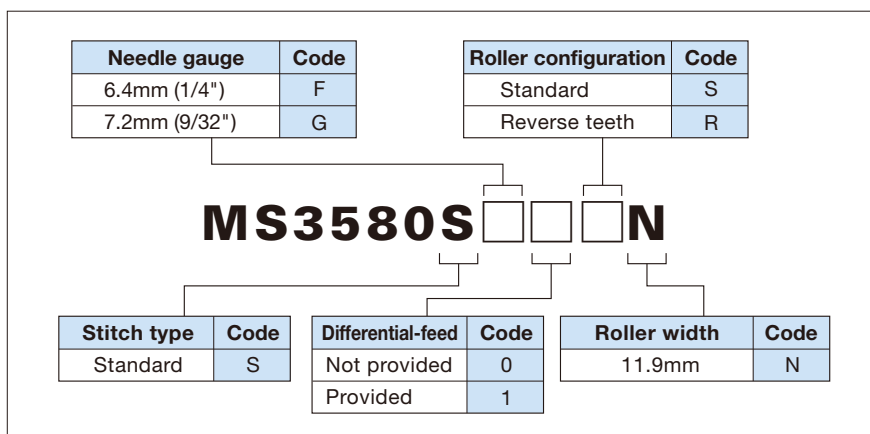 Needle gauge Code
6.4mm (1/4") F
7.2mm (9/32") G
Roller configuration Code
Standard S
Reverse teeth R
MS3580S□□□N
Stitch type Code
Standard S
Differential-feed Code
Not provided 0
Provided 1
Roller width Code
11.9mm N